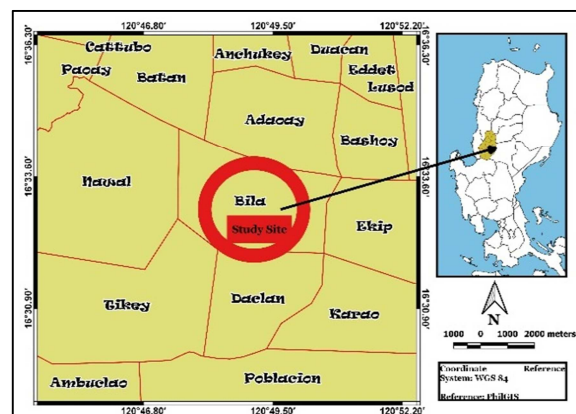 120°46.80' 120°49.50' 120°52.20'
16°36.30' 16°36.30'
Cattubo Anchukey Duacan
Paoay Batan Eddet
Lusod
Adaoay
Bashoy
16°33.60' 16°33.60'
Nawal
Bila
Study Site
Ekip
Tikey Daclan Karao
16°30.90' 16°30.90'
Ambuclao Poblacion
120°46.80' 120°49.50' 120°52.20'
N
1000 0 1000 2000 meters
Coordinate Reference
System: WGS 84
Reference: PhilGIS